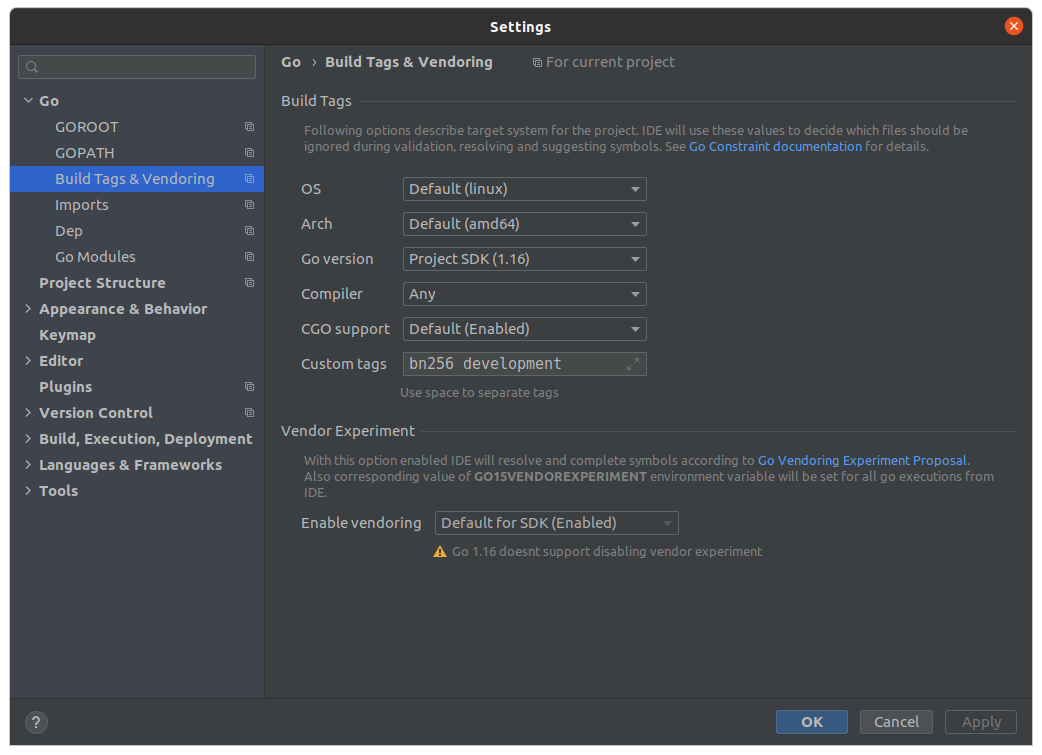 Settings
Go
GOROOT
GOPATH
Build Tags & Vendoring
Imports
Dep
Go Modules
Project Structure
Appearance & Behavior
Keymap
Editor
Plugins
Version Control
Build, Execution, Deployment
Languages & Frameworks
Tools
Go › Build Tags & Vendoring For current project
Build Tags
Following options describe target system for the project. IDE will use these values to decide which files should be
ignored during validation, resolving and suggesting symbols. See Go Constraint documentation for details.
OS Default (linux)
Arch Default (amd64)
Go version Project SDK (1.16)
Compiler Any
CGO support Default (Enabled)
Custom tags bn256 development
Use space to separate tags
Vendor Experiment
With this option enabled IDE will resolve and complete symbols according to Go Vendoring Experiment Proposal.
Also corresponding value of GO15VENDOREXPERIMENT environment variable will be set for all go executions from
IDE.
Enable vendoring Default for SDK (Enabled)
Go 1.16 doesnt support disabling vendor experiment
? OK Cancel Apply